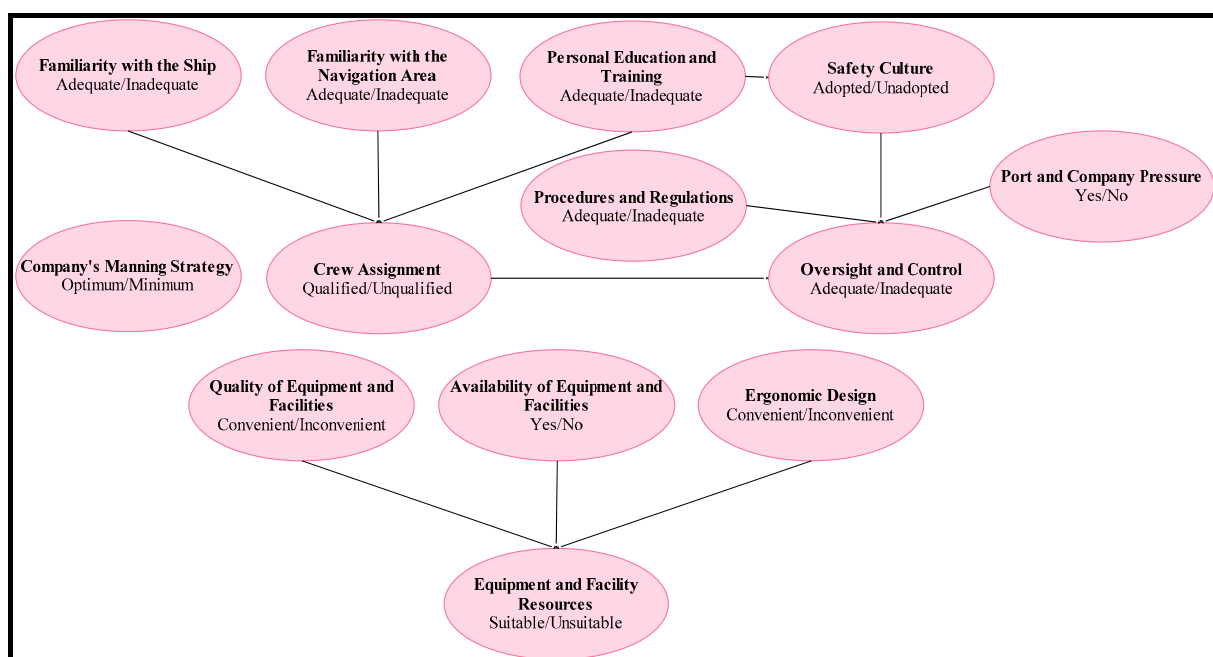 Familiarity with the Ship
Adequate/Inadequate
Familiarity with the
Navigation Area
Adequate/Inadequate
Personal Education and
Training
Adequate/Inadequate
Safety Culture
Adopted/Unadopted
Procedures and Regulations
Adequate/Inadequate
Port and Company Pressure
Yes/No
Company's Manning Strategy
Optimum/Minimum
Crew Assignment
Qualified/Unqualified
Oversight and Control
Adequate/Inadequate
Quality of Equipment and
Facilities
Convenient/Inconvenient
Availability of Equipment and
Facilities
Yes/No
Ergonomic Design
Convenient/Inconvenient
Equipment and Facility
Resources
Suitable/Unsuitable